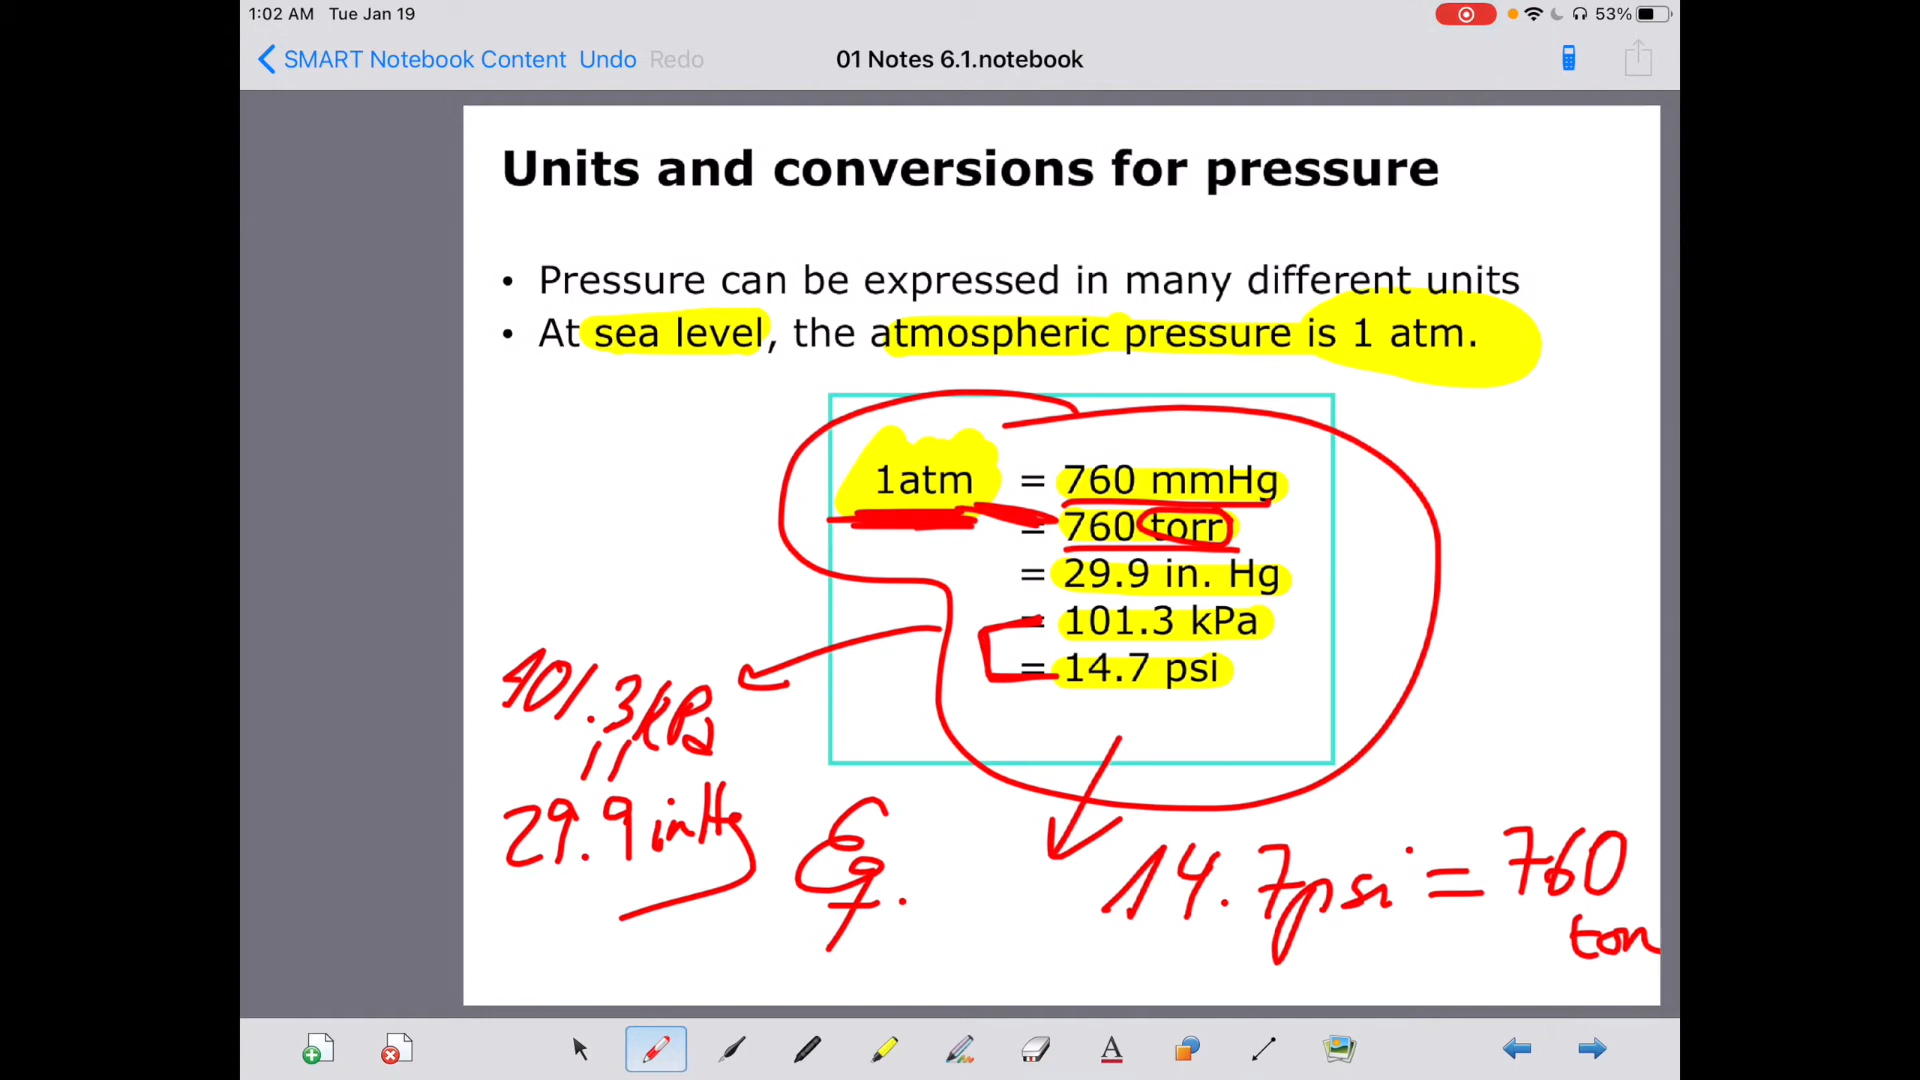 1:02 AM Tue Jan 19 53%
SMART Notebook Content Undo Redo 01 Notes 6.1.notebook
Units and conversions for pressure
• Pressure can be expressed in many different units
• At sea level, the atmospheric pressure is 1 atm.
1atm = 760 mmHg
= 760 torr
= 29.9 in. Hg
= 101.3 kPa
= 14.7 psi
101.3 kPa
29.9 inHg
Eq.
14.7psi = 760
torr
A